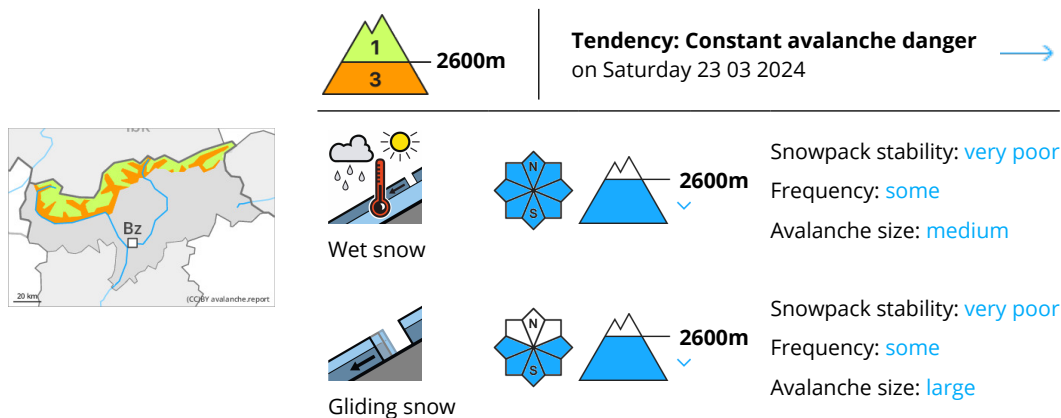 1
3
2600m
Tendency: Constant avalanche danger
on Saturday 23 03 2024
Ibk
Bz
20 km
(CC)BY avalanche.report
N
S
2600m
Wet snow
Snowpack stability: very poor
Frequency: some
Avalanche size: medium
N
S
2600m
Gliding snow
Snowpack stability: very poor
Frequency: some
Avalanche size: large